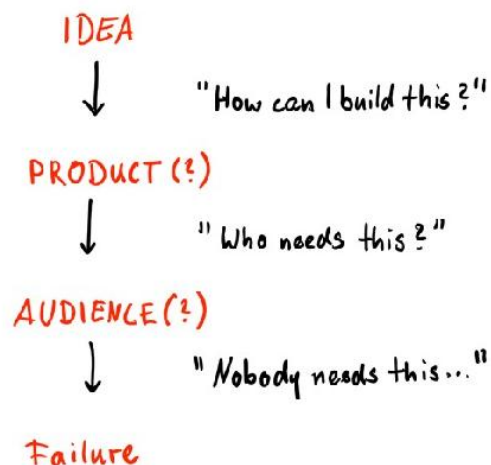 IDEA
"How can I build this?"
PRODUCT(?)
"Who needs this?"
AUDIENCE(?)
"Nobody needs this..."
Failure